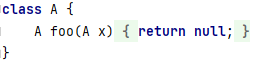 class A {
A foo(A x) { return null; }
}